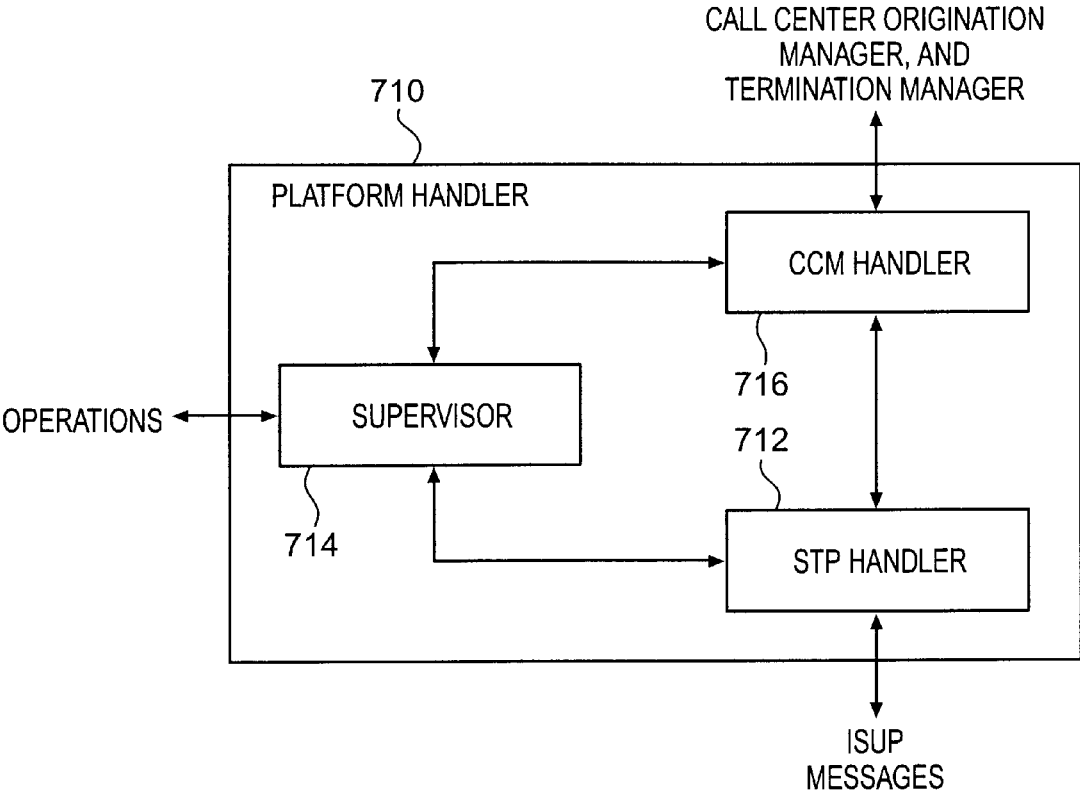 CALL CENTER ORIGINATION
MANAGER, AND
TERMINATION MANAGER
710
PLATFORM HANDLER
CCM HANDLER
716
OPERATIONS
SUPERVISOR
712
714
STP HANDLER
ISUP
MESSAGES